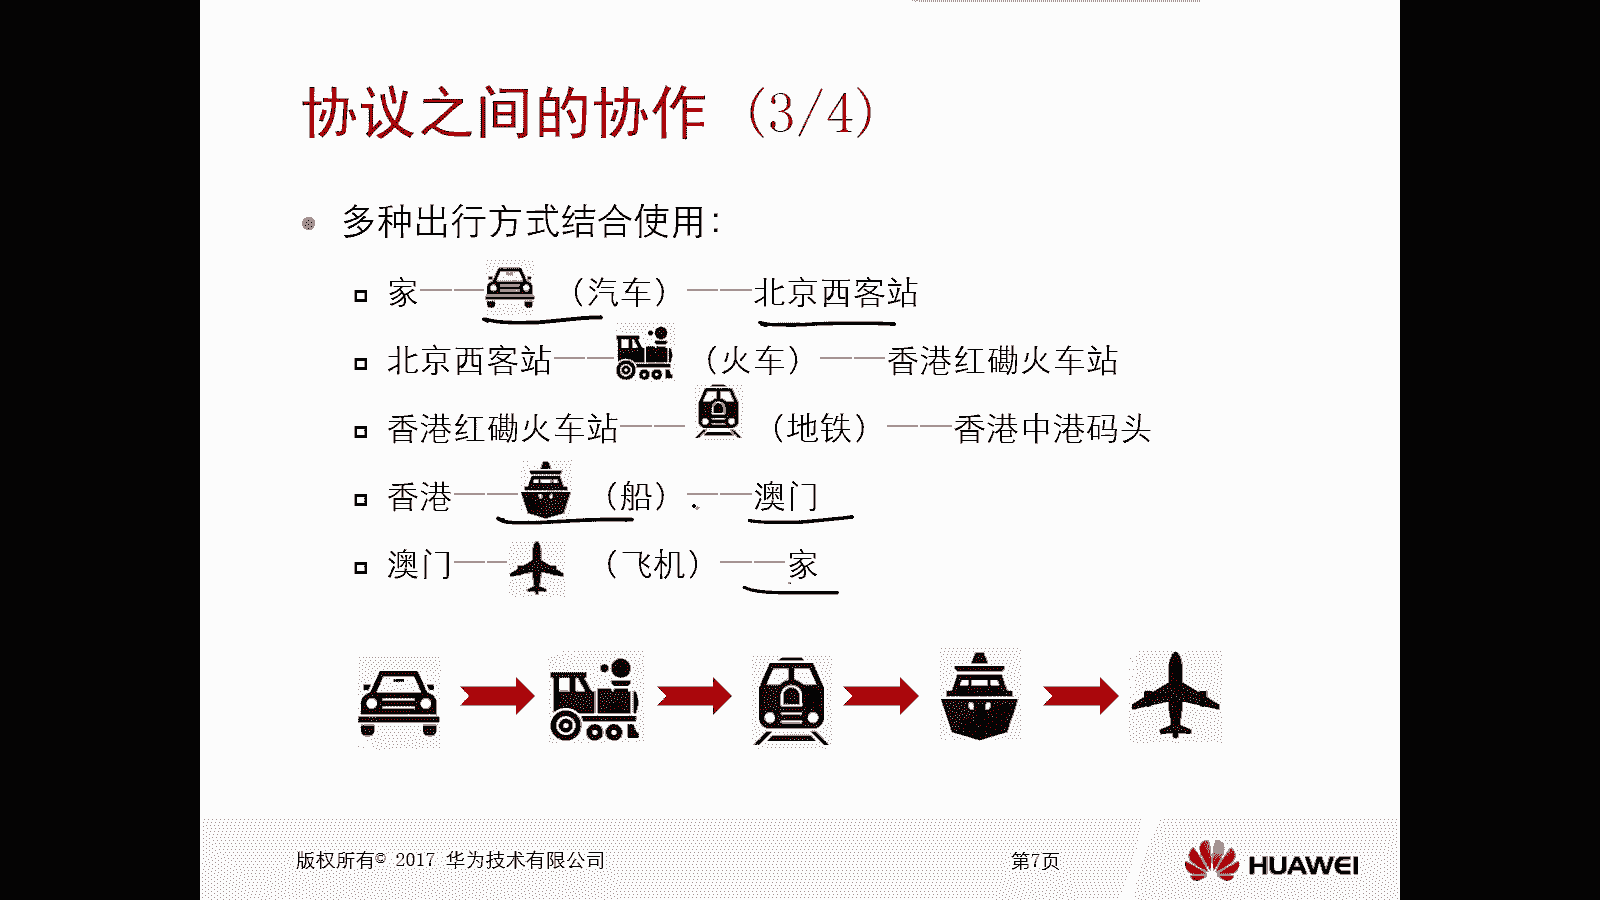 协议之间的协作 (3/4)
多种出行方式结合使用：
家——（汽车）——北京西客站
北京西客站——（火车）——香港红磡火车站
香港红磡火车站——（地铁）——香港中港码头
香港——（船）——澳门
澳门——（飞机）——家
版权所有© 2017 华为技术有限公司
第7页
HUAWEI